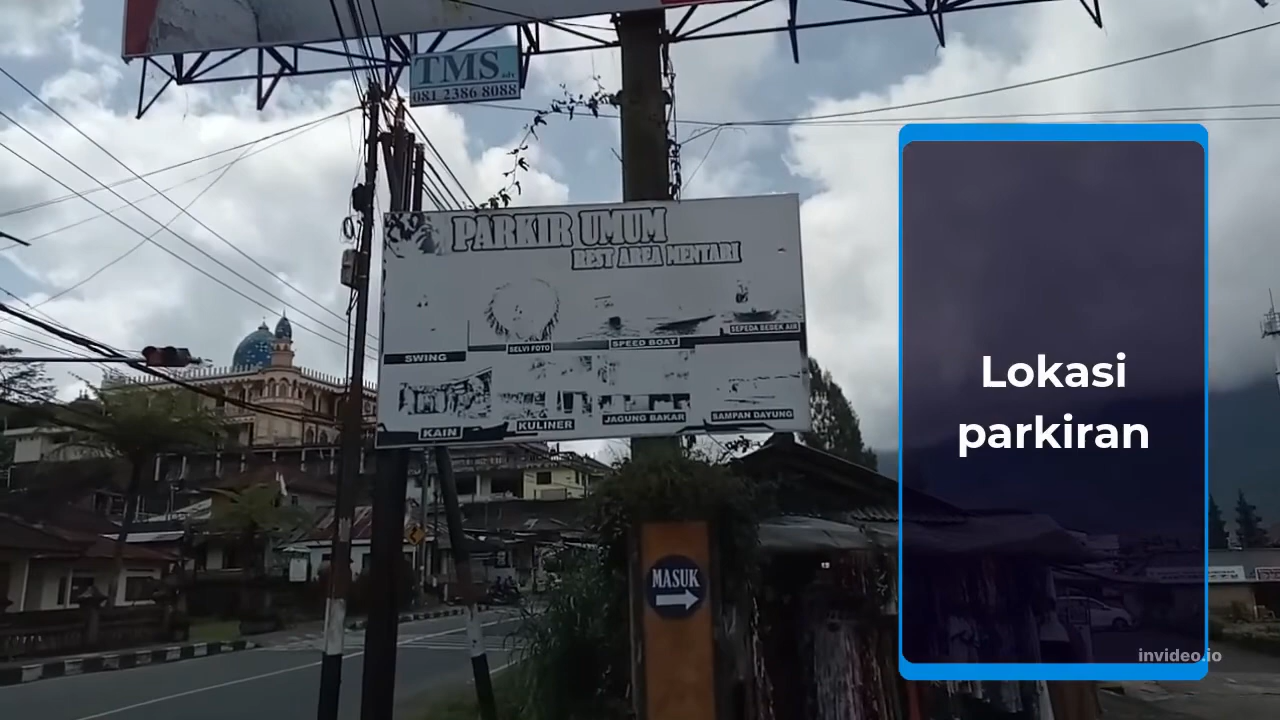 TMS adv
081 2386 8088
PARKIR UMUM
REST AREA MENTARI
SWING
SELVI FOTO
SPEED BOAT
SEPEDA BEBEK AIR
KAIN
KULINER
JAGUNG BAKAR
SAMPAN DAYUNG
MASUK
Lokasi
parkiran
invideo.io